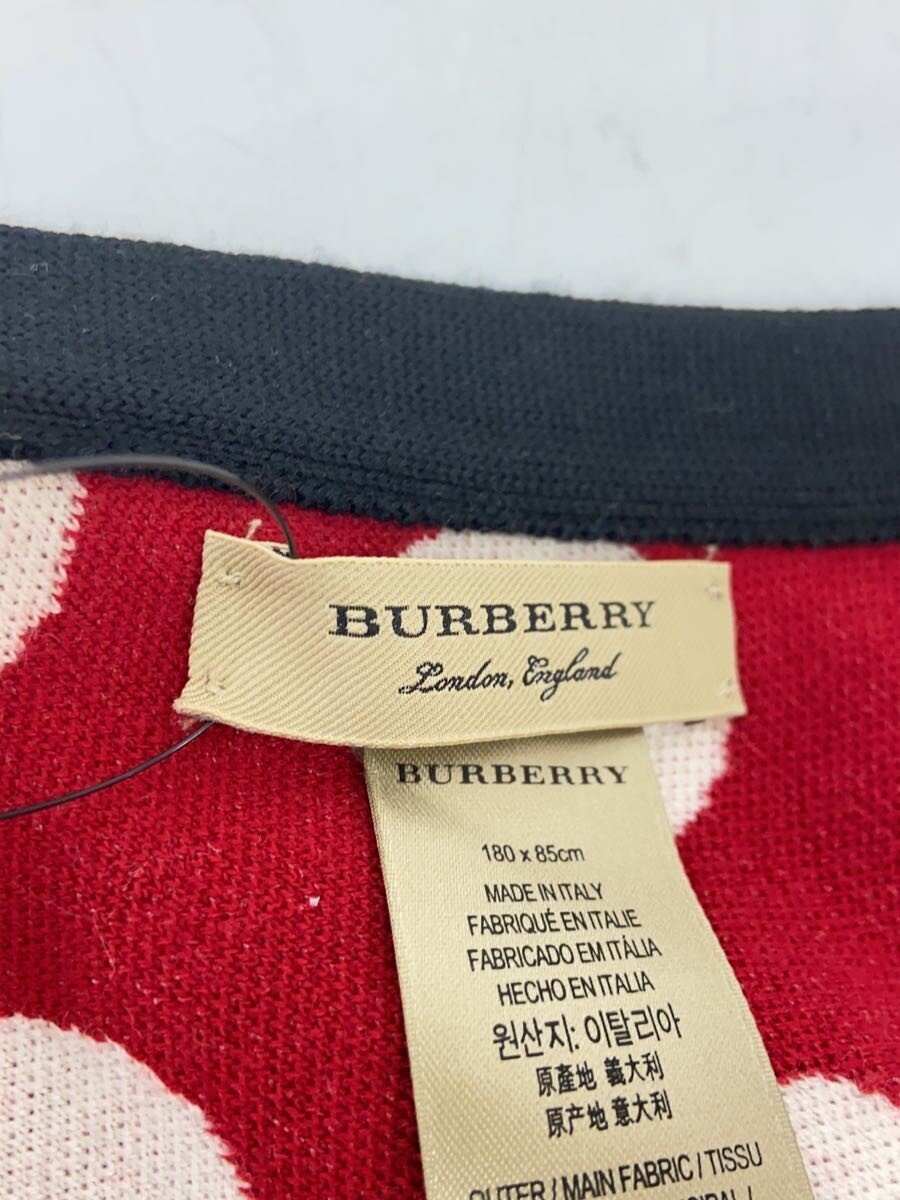 BURBERRY
London, England
BURBERRY
180 x 85cm
MADE IN ITALY
FABRIQUÉ EN ITALIE
FABRICADO EM ITÁLIA
HECHO EN ITALIA
원산지: 이탈리아
原產地 義大利
原产地 意大利
OUTER / MAIN FABRIC / TISSU